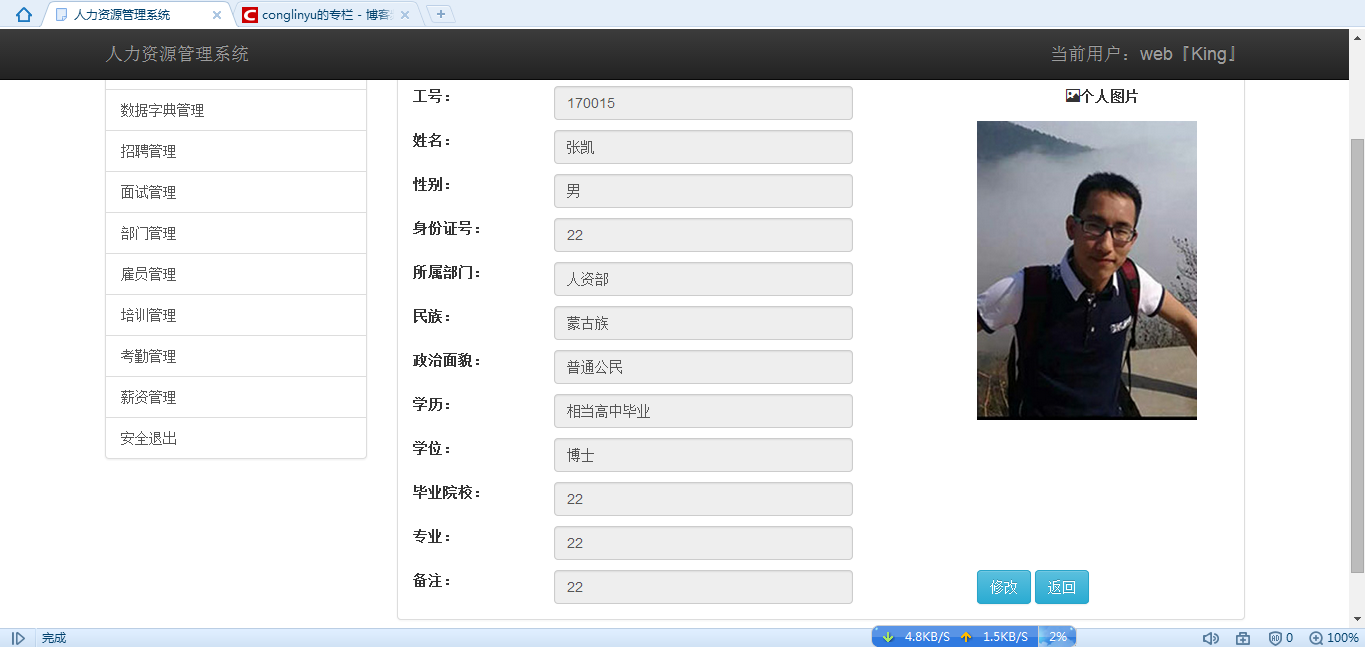 人力资源管理系统
conglinyu的专栏 - 博客
人力资源管理系统
当前用户：web『King』
数据字典管理
招聘管理
面试管理
部门管理
雇员管理
培训管理
考勤管理
薪资管理
安全退出
工号： 170015
姓名： 张凯
性别： 男
身份证号： 22
所属部门： 人资部
民族： 蒙古族
政治面貌： 普通公民
学历： 相当高中毕业
学位： 博士
毕业院校： 22
专业： 22
备注： 22
个人图片
修改 返回
完成
4.8KB/S 1.5KB/S 2%
0 100%